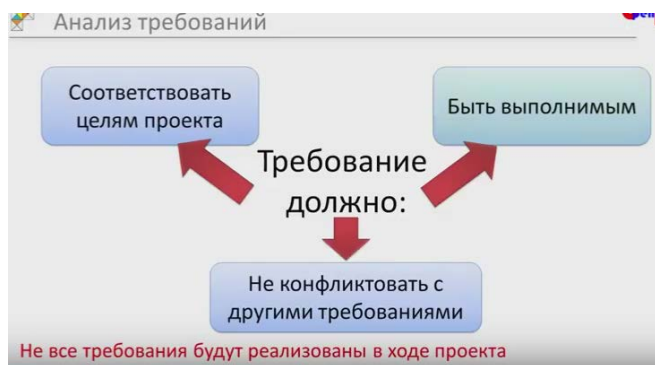 Анализ требований
Соответствовать
целям проекта
Быть выполнимым
Требование
должно:
Не конфликтовать с
другими требованиями
Не все требования будут реализованы в ходе проекта